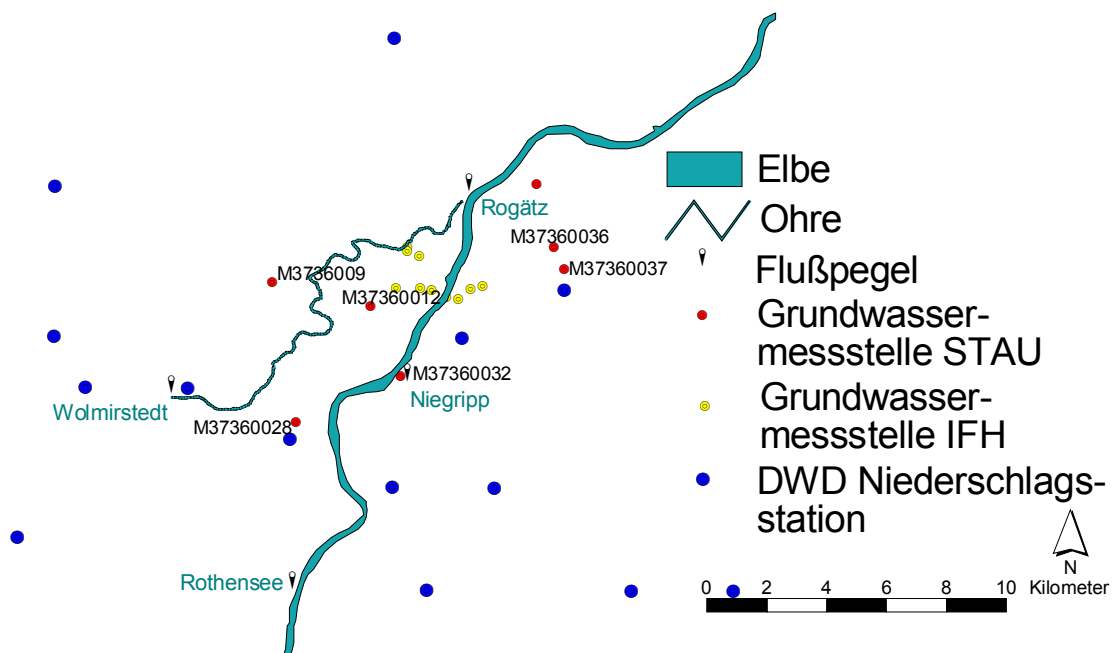 Elbe
Ohre
Rogätz
M37360036
M3736009
M37360037
Flußpegel
M37360012
Grundwasser-
messstelle STAU
M37360032
Niegripp
Wolmirstedt
M37360028
Grundwasser-
messstelle IFH
DWD Niederschlags-
station
Rothensee
N
0 2 4 6 8 10
Kilometer